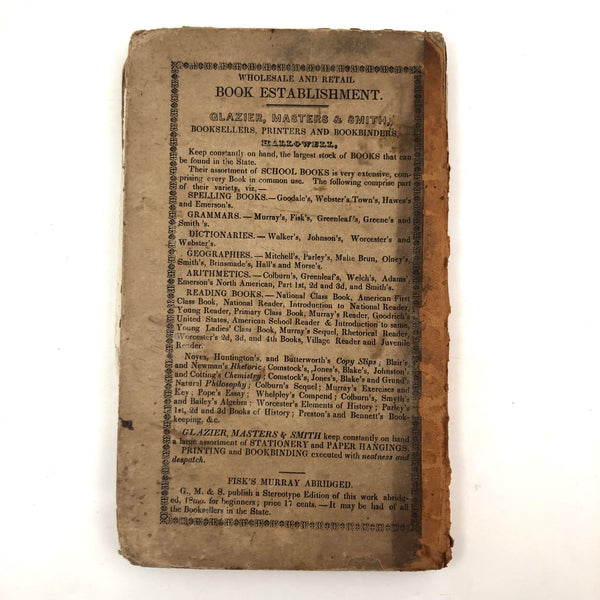 WHOLESALE AND RETAIL
BOOK ESTABLISHMENT.
GLAZIER, MASTERS & SMITH,
BOOKSELLERS, PRINTERS AND BOOKBINDERS,
HALLOWELL,
Keep constantly on hand, the largest stock of BOOKS that can
be found in the State.
Their assortment of SCHOOL BOOKS is very extensive, com-
prising every Book in common use. The following comprise part
of their variety, viz.—
SPELLING BOOKS.—Goodale's, Webster's, Town's, Hawes's
and Emerson's.
GRAMMARS.— Murray's, Fisk's, Greenleaf's, Greene's and
Smith's.
DICTIONARIES.—Walker's, Johnson's, Worcester's and
Webster's.
GEOGRAPHIES.—Mitchell's, Parley's, Malte Brun, Olney's,
Smith's, Brinsmade's, Hall's and Morse's.
ARITHMETICS.—Colburn's, Greenleaf's, Welch's, Adams'
Emerson's North American, Part 1st, 2d and 3d, and Smith's.
READING BOOKS.—National Class Book, American First
Class Book, National Reader, Introduction to National Reader,
Young Reader, Primary Class Book, Murray's Reader, Goodrich's
United States, American School Reader & Introduction to same,
Young Ladies' Class Book, Murray's Sequel, Rhetorical Reader,
Worcester's 2d, 3d, and 4th Books, Village Reader and Juvenile
Reader.
Noyes, Huntington's, and Butterworth's Copy Slips; Blair's,
and Newman's Rhetoric; Comstock's, Jones's, Blake's, Johnston's
and Cutting's Chemistry; Comstock's, Jones's, Blake's and Grund's
Natural Philosophy; Colburn's Sequel; Murray's Exercises and
Key; Pope's Essay; Whelpley's Compend; Colburn's, Smyth's
and Bailey's Algebra; Worcester's Elements of History; Parley's
1st, 2d and 3d Books of History; Preston's and Bennett's Book-
keeping, &c.
GLAZIER, MASTERS & SMITH keep constantly on hand
a large assortment of STATIONERY and PAPER HANGINGS.
PRINTING and BOOKBINDING executed with neatness and
despatch.
FISK'S MURRAY ABRIDGED.
G., M. & S. publish a Stereotype Edition of this work abridg-
ed, 18mo. for beginners; price 17 cents.—It may be had of all
the Booksellers in the State.